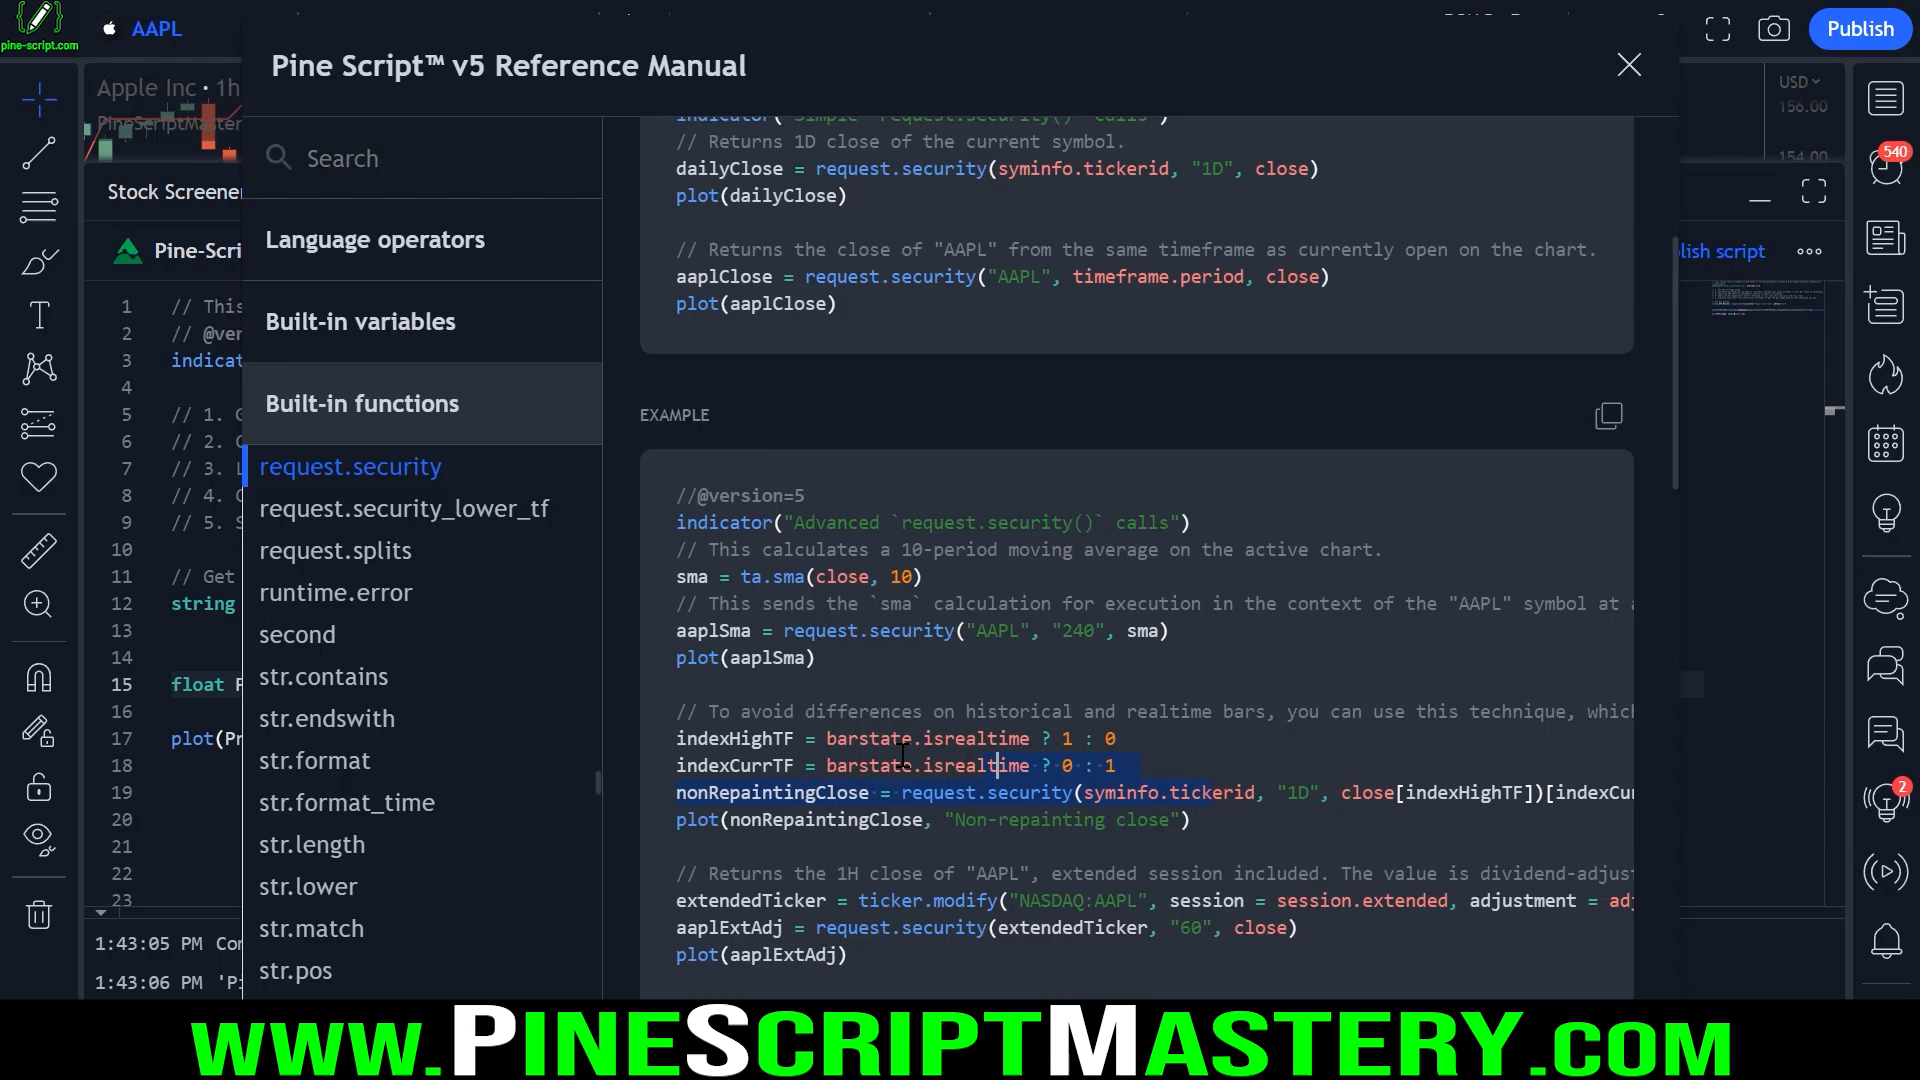 pine-script.com
AAPL
Publish
Pine Script™ v5 Reference Manual
Apple Inc • 1h
PineScriptMaster
USD
156.00
154.00
540
Search
Stock Screener
Language operators
Pine-Scri
lish script
Built-in variables
Built-in functions
request.security
request.security_lower_tf
request.splits
runtime.error
second
str.contains
str.endswith
str.format
str.format_time
str.length
str.lower
str.match
str.pos
indicator("Simple `request.security()` calls")
// Returns 1D close of the current symbol.
dailyClose = request.security(syminfo.tickerid, "1D", close)
plot(dailyClose)
// Returns the close of "AAPL" from the same timeframe as currently open on the chart.
aaplClose = request.security("AAPL", timeframe.period, close)
plot(aaplClose)
EXAMPLE
//@version=5
indicator("Advanced `request.security()` calls")
// This calculates a 10-period moving average on the active chart.
sma = ta.sma(close, 10)
// This sends the `sma` calculation for execution in the context of the "AAPL" symbol at a
aaplSma = request.security("AAPL", "240", sma)
plot(aaplSma)
// To avoid differences on historical and realtime bars, you can use this technique, which
indexHighTF = barstate.isrealtime ? 1 : 0
indexCurrTF = barstate.isrealtime ? 0 : 1
nonRepaintingClose = request.security(syminfo.tickerid, "1D", close[indexHighTF])[indexCur
plot(nonRepaintingClose, "Non-repainting close")
// Returns the 1H close of "AAPL", extended session included. The value is dividend-adjust
extendedTicker = ticker.modify("NASDAQ:AAPL", session = session.extended, adjustment = adj
aaplExtAdj = request.security(extendedTicker, "60", close)
plot(aaplExtAdj)
1 // This
2 // @ver
3 indicat
4
5 // 1. G
6 // 2. C
7 // 3. L
8 // 4. C
9 // 5. S
10
11 // Get
12 string
13
14
15 float P
16
17 plot(Pr
18
19
20
21
22
23
1:43:05 PM Con
1:43:06 PM 'Pi
2
www.PineScriptMastery.com